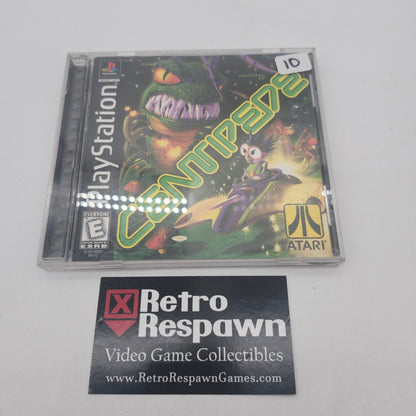 10
PlayStation
CENTIPEDE
EVERYONE
E
ESRB
ATARI
Retro
Respawn
Video Game Collectibles
www.RetroRespawnGames.com